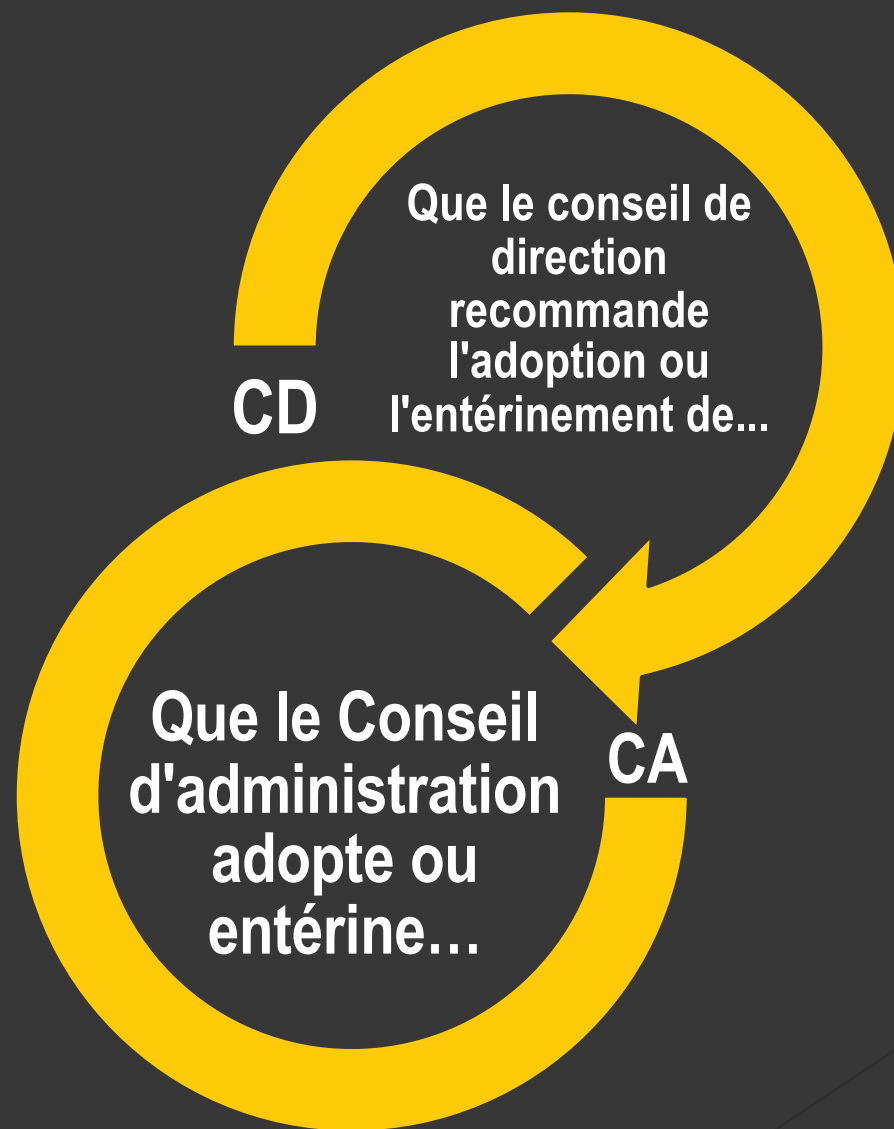 Que le conseil de
direction
recommande
l'adoption ou
l'entérinement de...
CD
Que le Conseil
d'administration
adopte ou
entérine…
CA